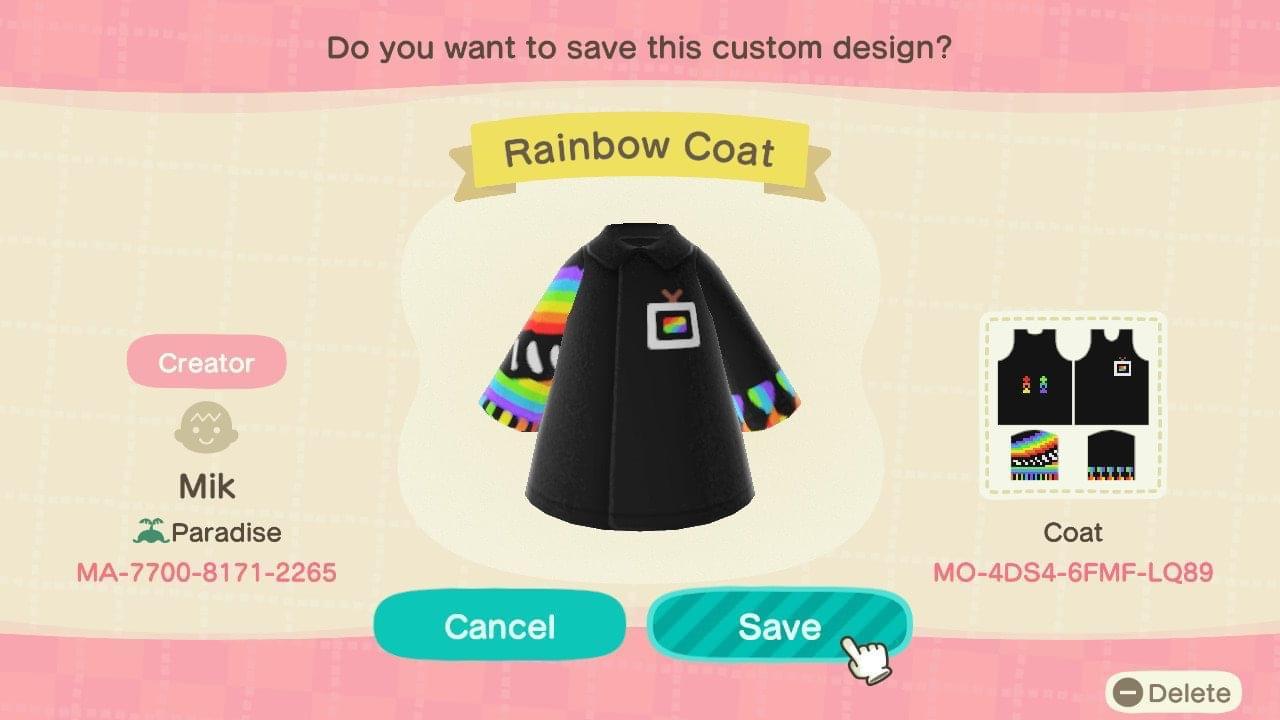 Do you want to save this custom design?
Rainbow Coat
Creator
Mik
Paradise
MA-7700-8171-2265
Coat
MO-4DS4-6FMF-LQ89
Cancel
Save
Delete